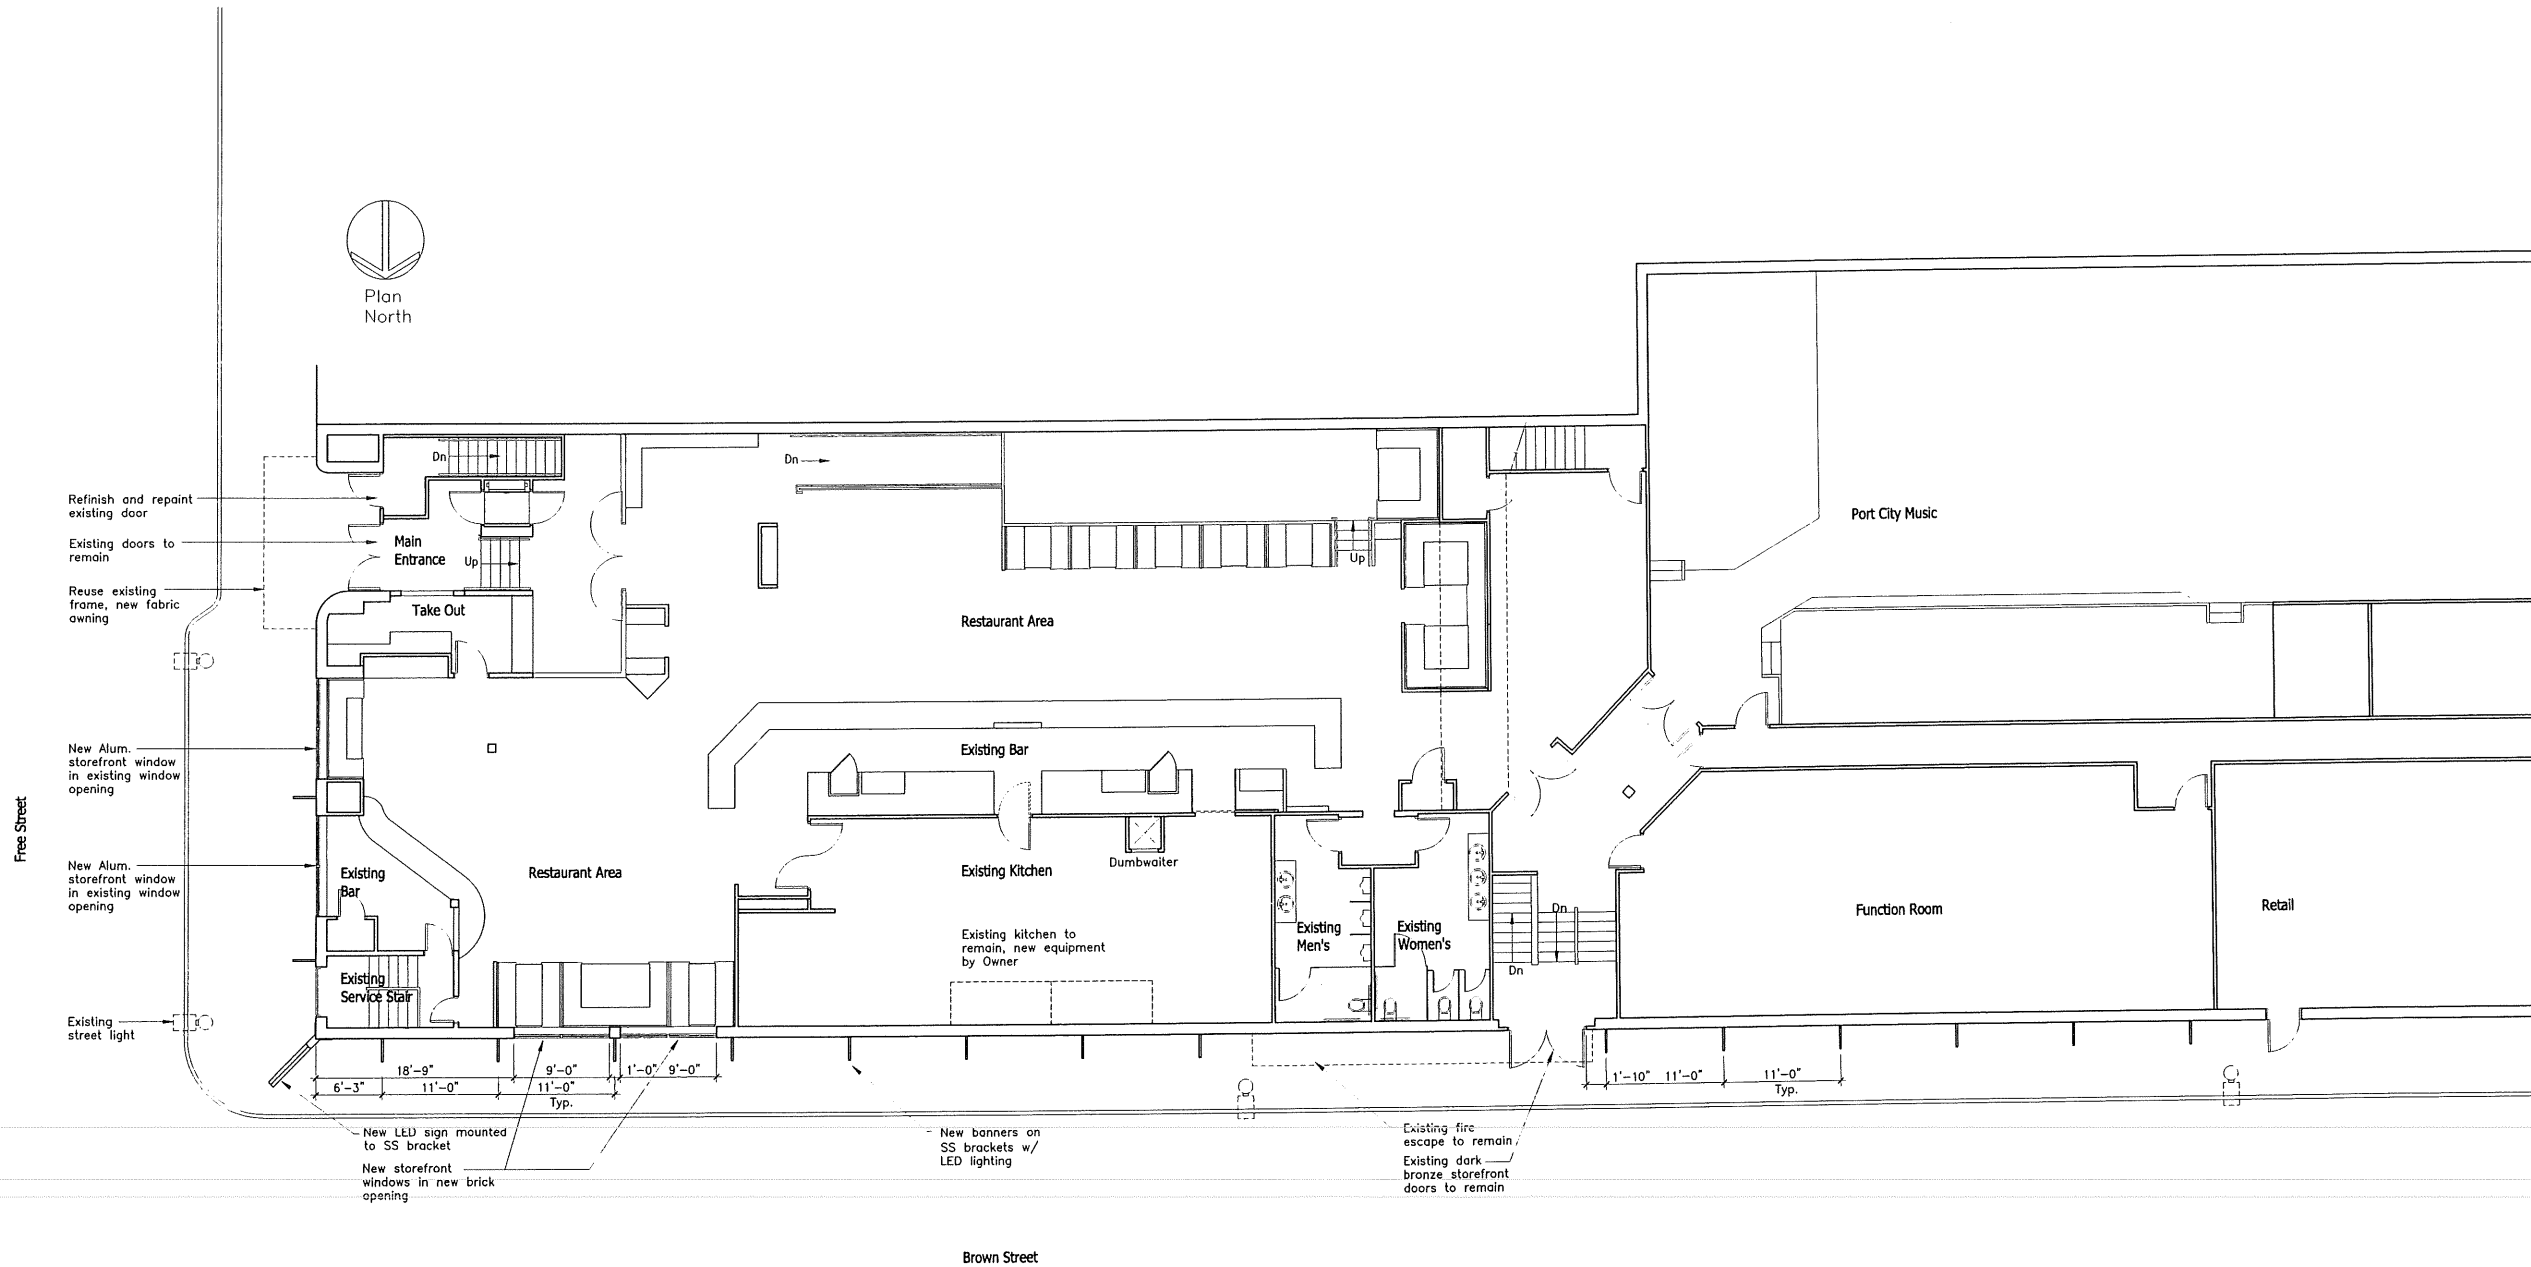 Plan
North
Dn
Dn
Refinish and repaint
existing door
Existing doors to
remain
Main
Entrance
Up
Up
Port City Music
Reuse existing
frame, new fabric
awning
Take Out
Restaurant Area
New Alum.
storefront window
in existing window
opening
Existing Bar
Free Street
New Alum.
storefront window
in existing window
opening
Existing
Bar
Restaurant Area
Existing Kitchen
Dumbwaiter
Existing kitchen to
remain, new equipment
by Owner
Existing
Men's
Existing
Women's
Dn
Dn
Function Room
Retail
Existing
Service Stair
Existing
street light
18'-9"
9'-0"
1'-0"
9'-0"
6'-3"
11'-0"
11'-0"
Typ.
1'-10"
11'-0"
11'-0"
Typ.
New LED sign mounted
to SS bracket
New storefront
windows in new brick
opening
New banners on
SS brackets w/
LED lighting
Existing fire
escape to remain
Existing dark
bronze storefront
doors to remain
Brown Street